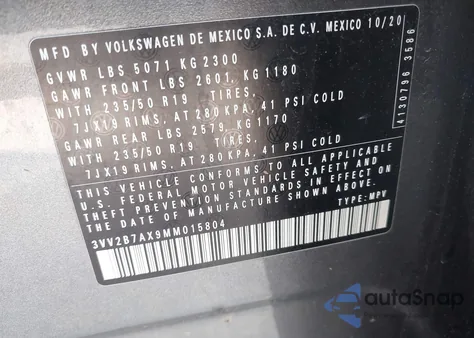 MFD BY VOLKSWAGEN DE MEXICO S.A. DE C.V. MEXICO 10/20
GVWR LBS 5071 KG 2300
GAWR FRONT LBS 2601, KG 1180
WITH 235/50 R19 TIRES,
7JX19 RIMS, AT 280 KPA, 41 PSI COLD
GAWR REAR LBS 2579, KG 1170
WITH 235/50 R19 TIRES,
7JX19 RIMS, AT 280 KPA, 41 PSI COLD
THIS VEHICLE CONFORMS TO ALL APPLICABLE
U.S. FEDERAL MOTOR VEHICLE SAFETY AND
THEFT PREVENTION STANDARDS IN EFFECT ON
THE DATE OF MANUFACTURE SHOWN ABOVE.
3VV2B7AX9MM015804 TYPE: MPV
A130796 3586
autoSnap